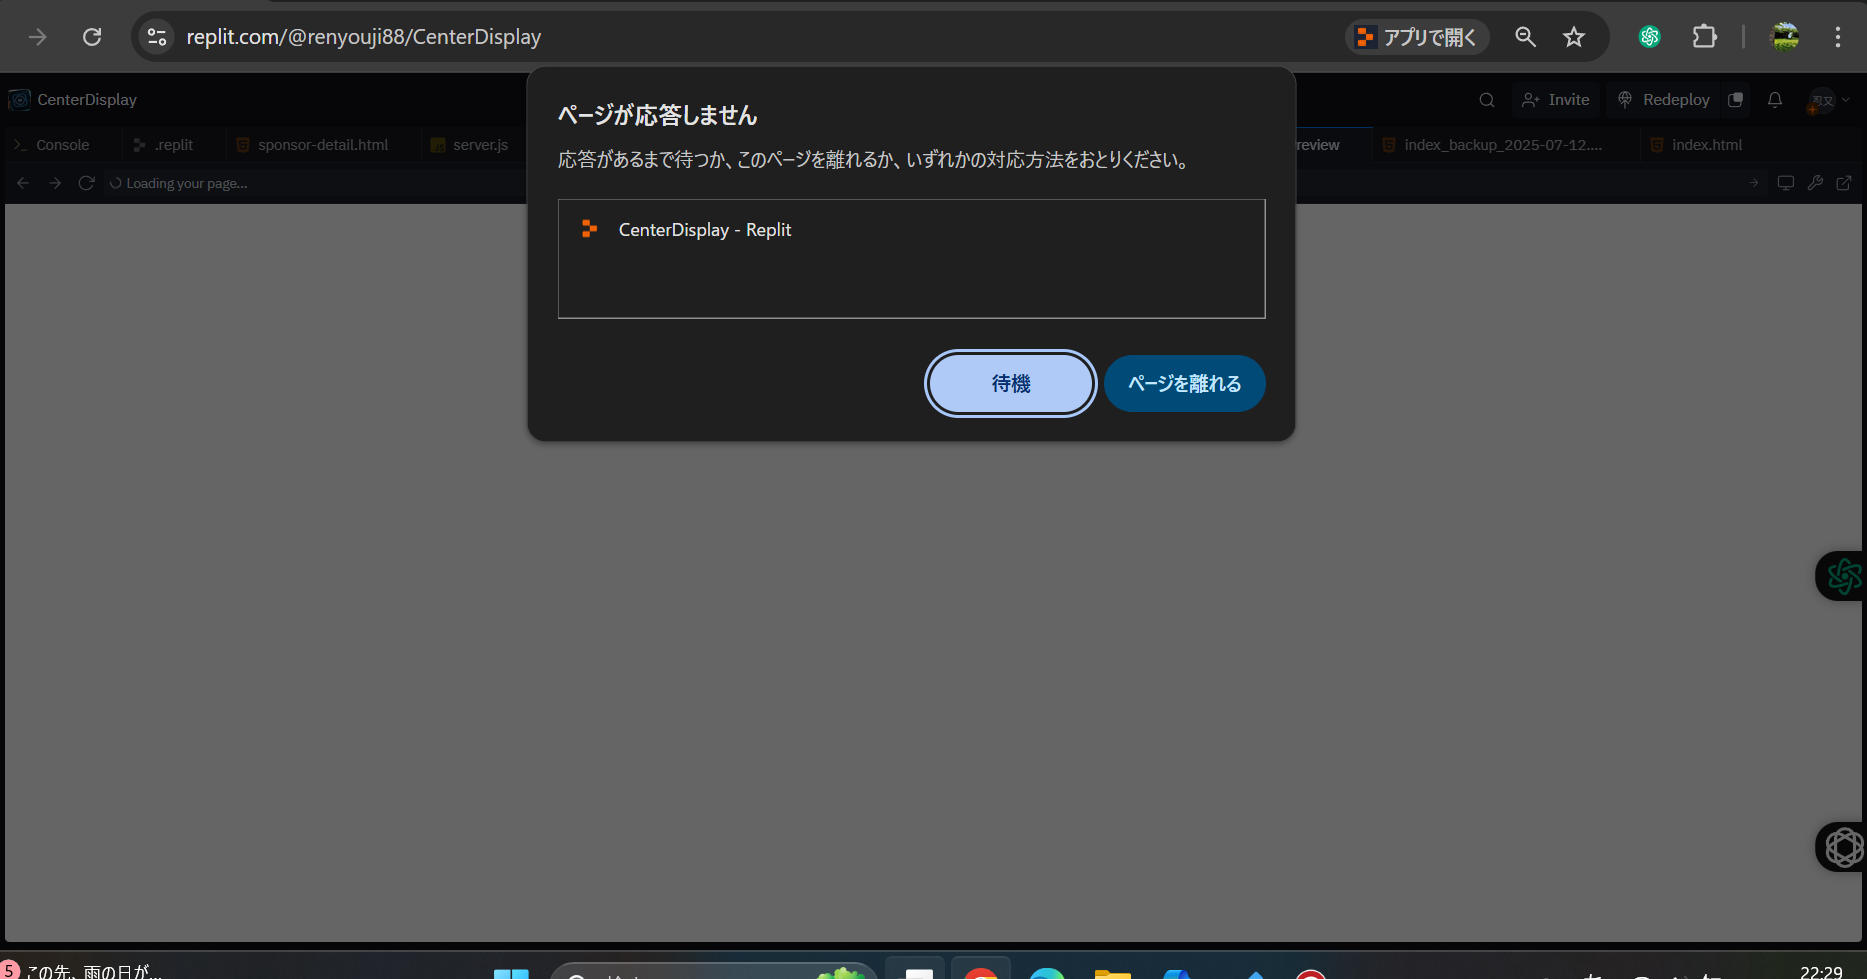 replit.com/@renyouji88/CenterDisplay
アプリで開く
CenterDisplay
Invite
Redeploy
Console
.replit
sponsor-detail.html
server.js
review
index_backup_2025-07-12....
index.html
Loading your page...
ページが応答しません
応答があるまで待つか、このページを離れるか、いずれかの対応方法をおとりください。
CenterDisplay - Replit
待機
ページを離れる
5
この先、雨の日が...
22:29